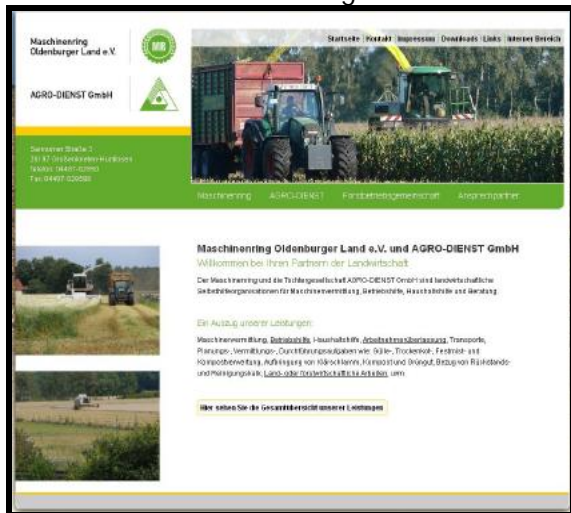 Maschinenring
Oldenburger Land e.V.
MR
AGRO-DIENST GmbH
Startseite | Kontakt | Impressum | Downloads | Links | Interner Bereich
Maschinenring AGRO-DIENST Forstbetriebsgemeinschaft Ansprechpartner
Maschinenring Oldenburger Land e.V. und AGRO-DIENST GmbH
Willkommen bei Ihren Partnern der Landwirtschaft
Der Maschinenring und die Tochtergesellschaft AGRO-DIENST GmbH sind landwirtschaftliche
Selbsthilfeorganisationen für Maschinenvermittlung, Betriebshilfe, Haushaltshilfe und Beratung.
Ein Auszug unserer Leistungen:
Maschinenvermittlung, Betriebshilfe, Haushaltshilfe, Arbeitnehmerüberlassung, Transporte,
Planungs-, Vermittlungs-, Durchführungsaufgaben wie: Gülle-, Trockenkot-, Festmist- und
Kompostverwertung, Aufbringung von Klärschlamm, Kompost und Grüngut, Bezug von Rückstands-
und Reinigungskalk, Land- oder forstwirtschaftliche Arbeiten, uvm.
Hier sehen Sie die Gesamtübersicht unserer Leistungen